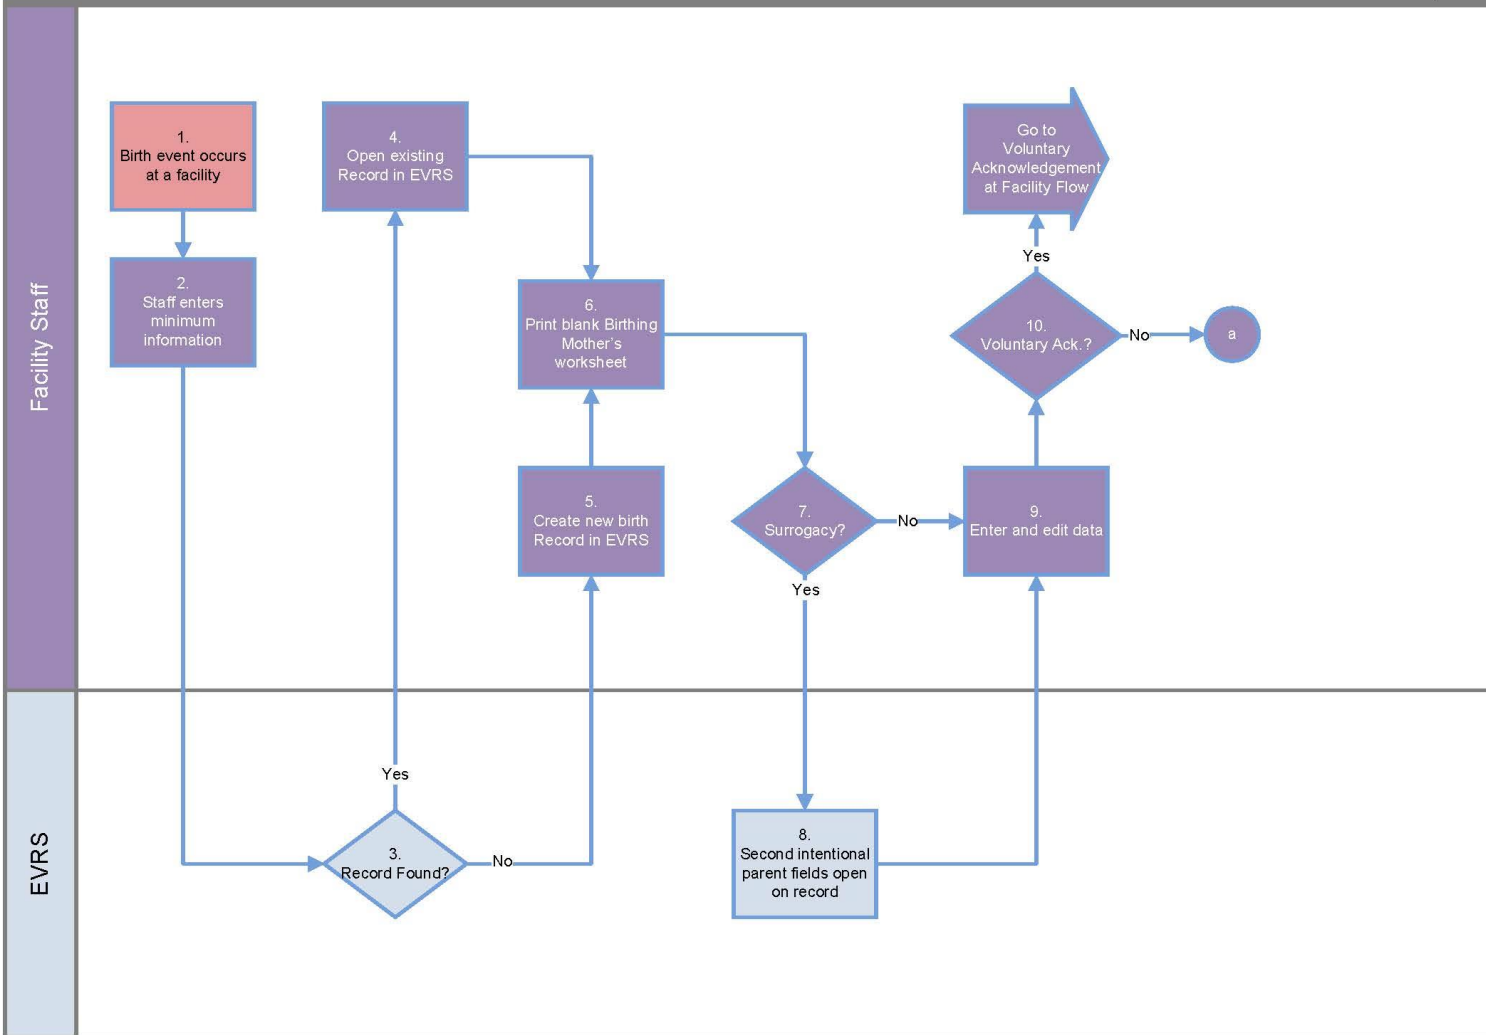 Facility Staff
1.
Birth event occurs
at a facility
2.
Staff enters
minimum
information
4.
Open existing
Record in EVRS
6.
Print blank Birthing
Mother's
worksheet
5.
Create new birth
Record in EVRS
7.
Surrogacy?
No
Yes
9.
Enter and edit data
10.
Voluntary Ack.?
Yes
No
a
Go to
Voluntary
Acknowledgement
at Facility Flow
EVRS
3.
Record Found?
Yes
No
8.
Second intentional
parent fields open
on record